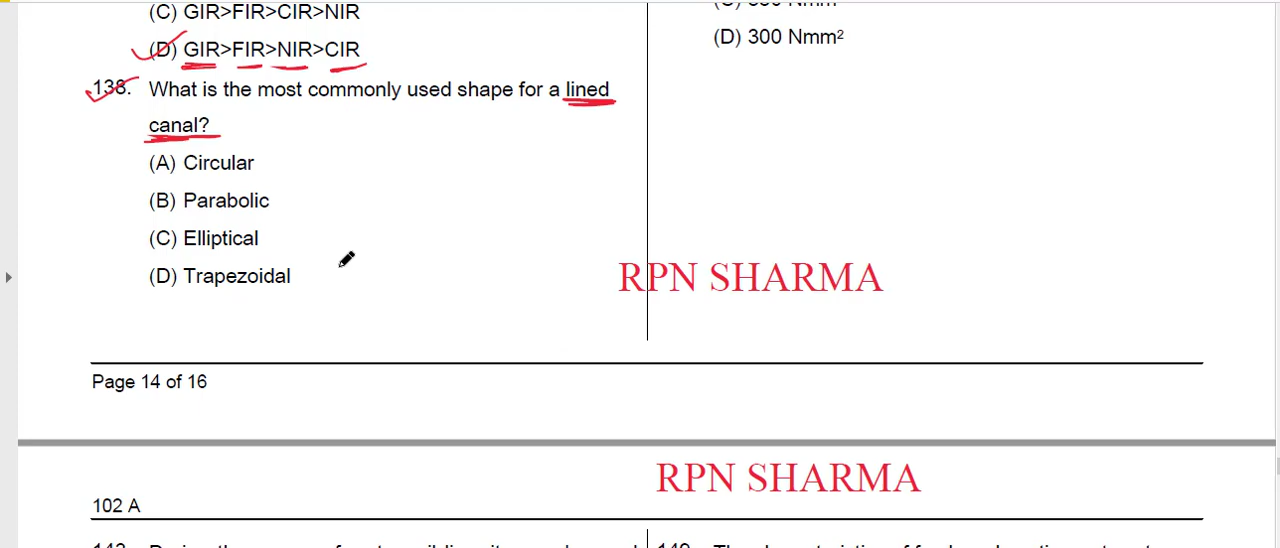 (C) GIR>FIR>CIR>NIR
(D) GIR>FIR>NIR>CIR
138. What is the most commonly used shape for a lined
canal?
(A) Circular
(B) Parabolic
(C) Elliptical
(D) Trapezoidal
(D) 300 Nmm²
RPN SHARMA
Page 14 of 16
RPN SHARMA
102 A